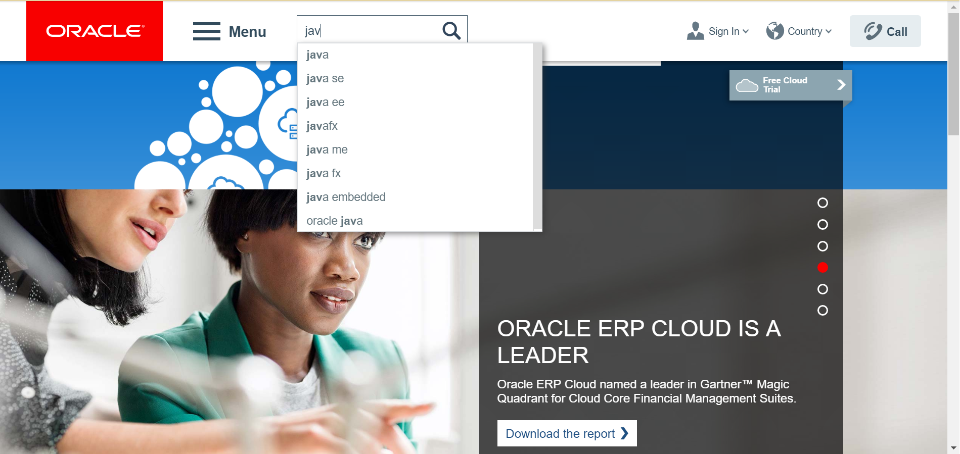 ORACLE
Menu
jav
Sign In
Country
Call
java
java se
java ee
javafx
java me
java fx
java embedded
oracle java
Free Cloud
Trial
ORACLE ERP CLOUD IS A
LEADER
Oracle ERP Cloud named a leader in Gartner™ Magic
Quadrant for Cloud Core Financial Management Suites.
Download the report